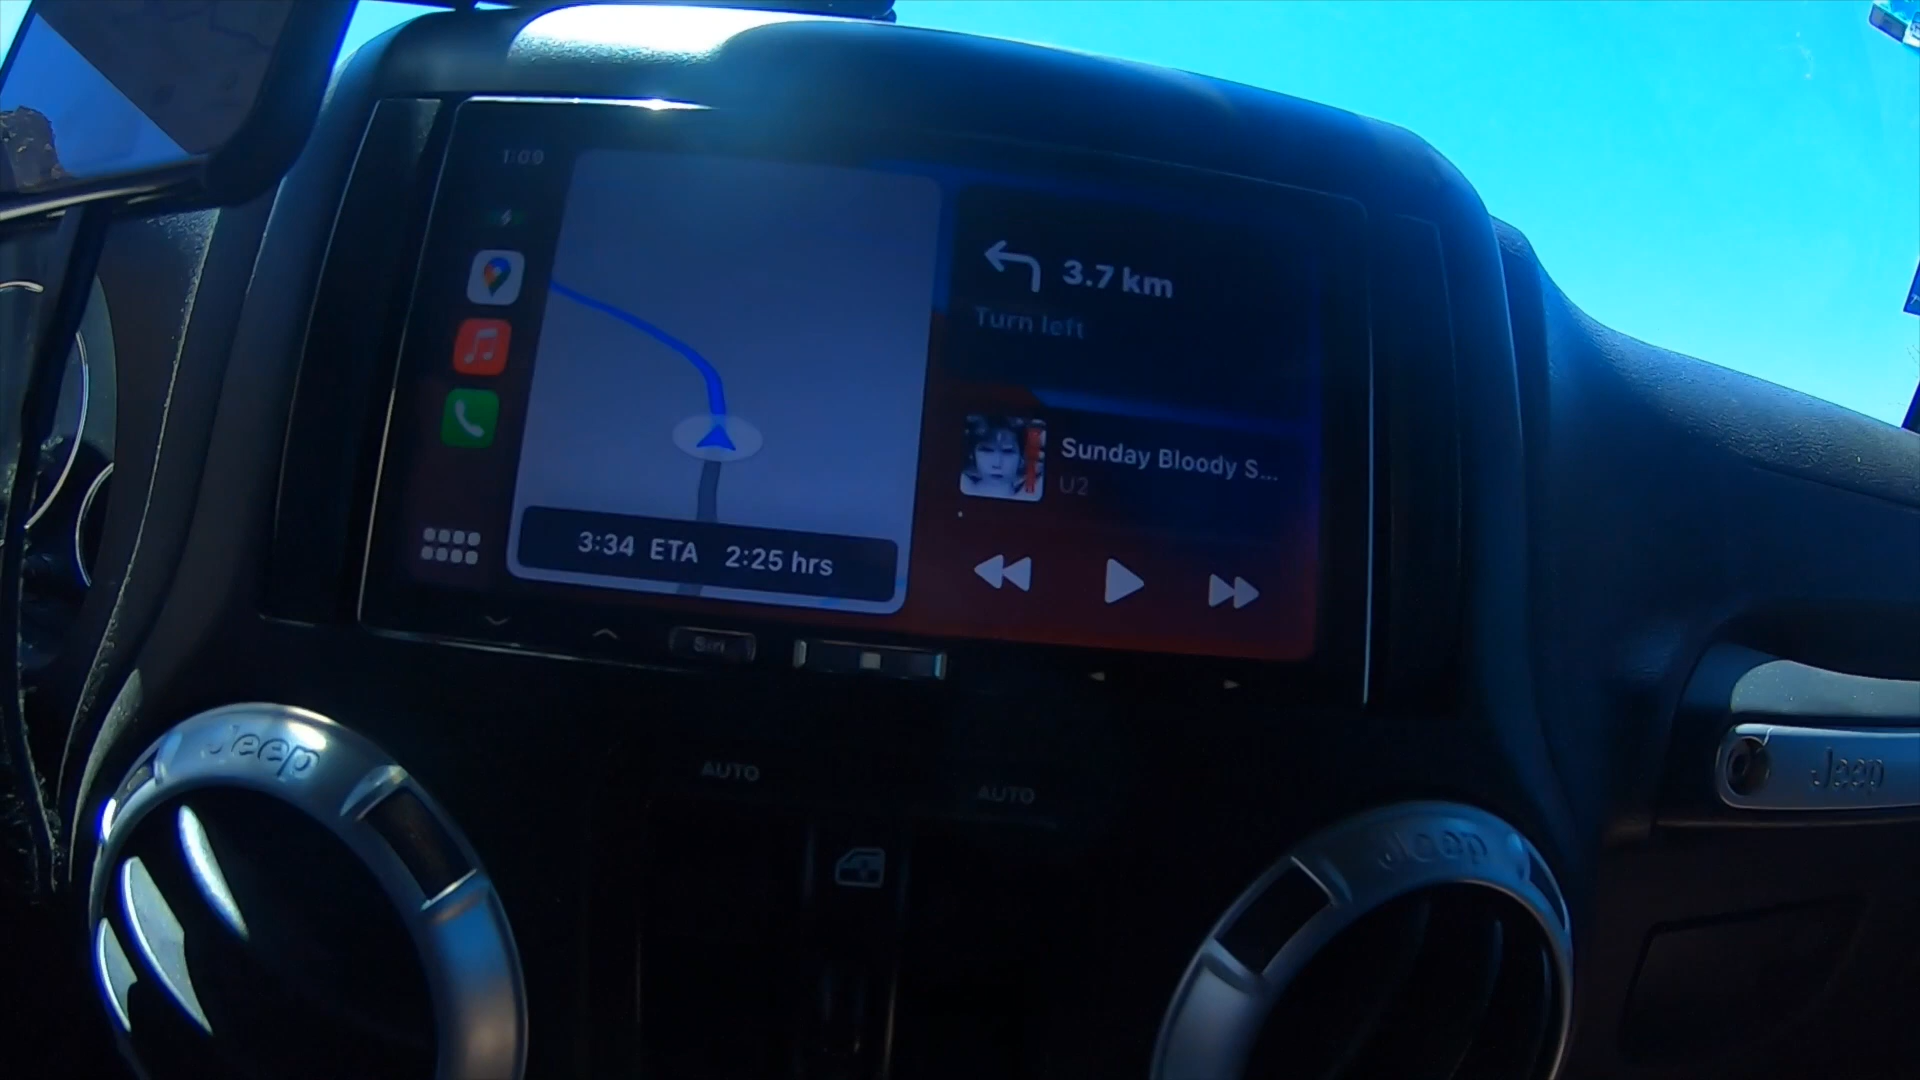 1:09
3.7 km
Turn left
Sunday Bloody S...
U2
3:34 ETA 2:25 hrs
Siri
Jeep
AUTO
AUTO
Jeep
Jeep